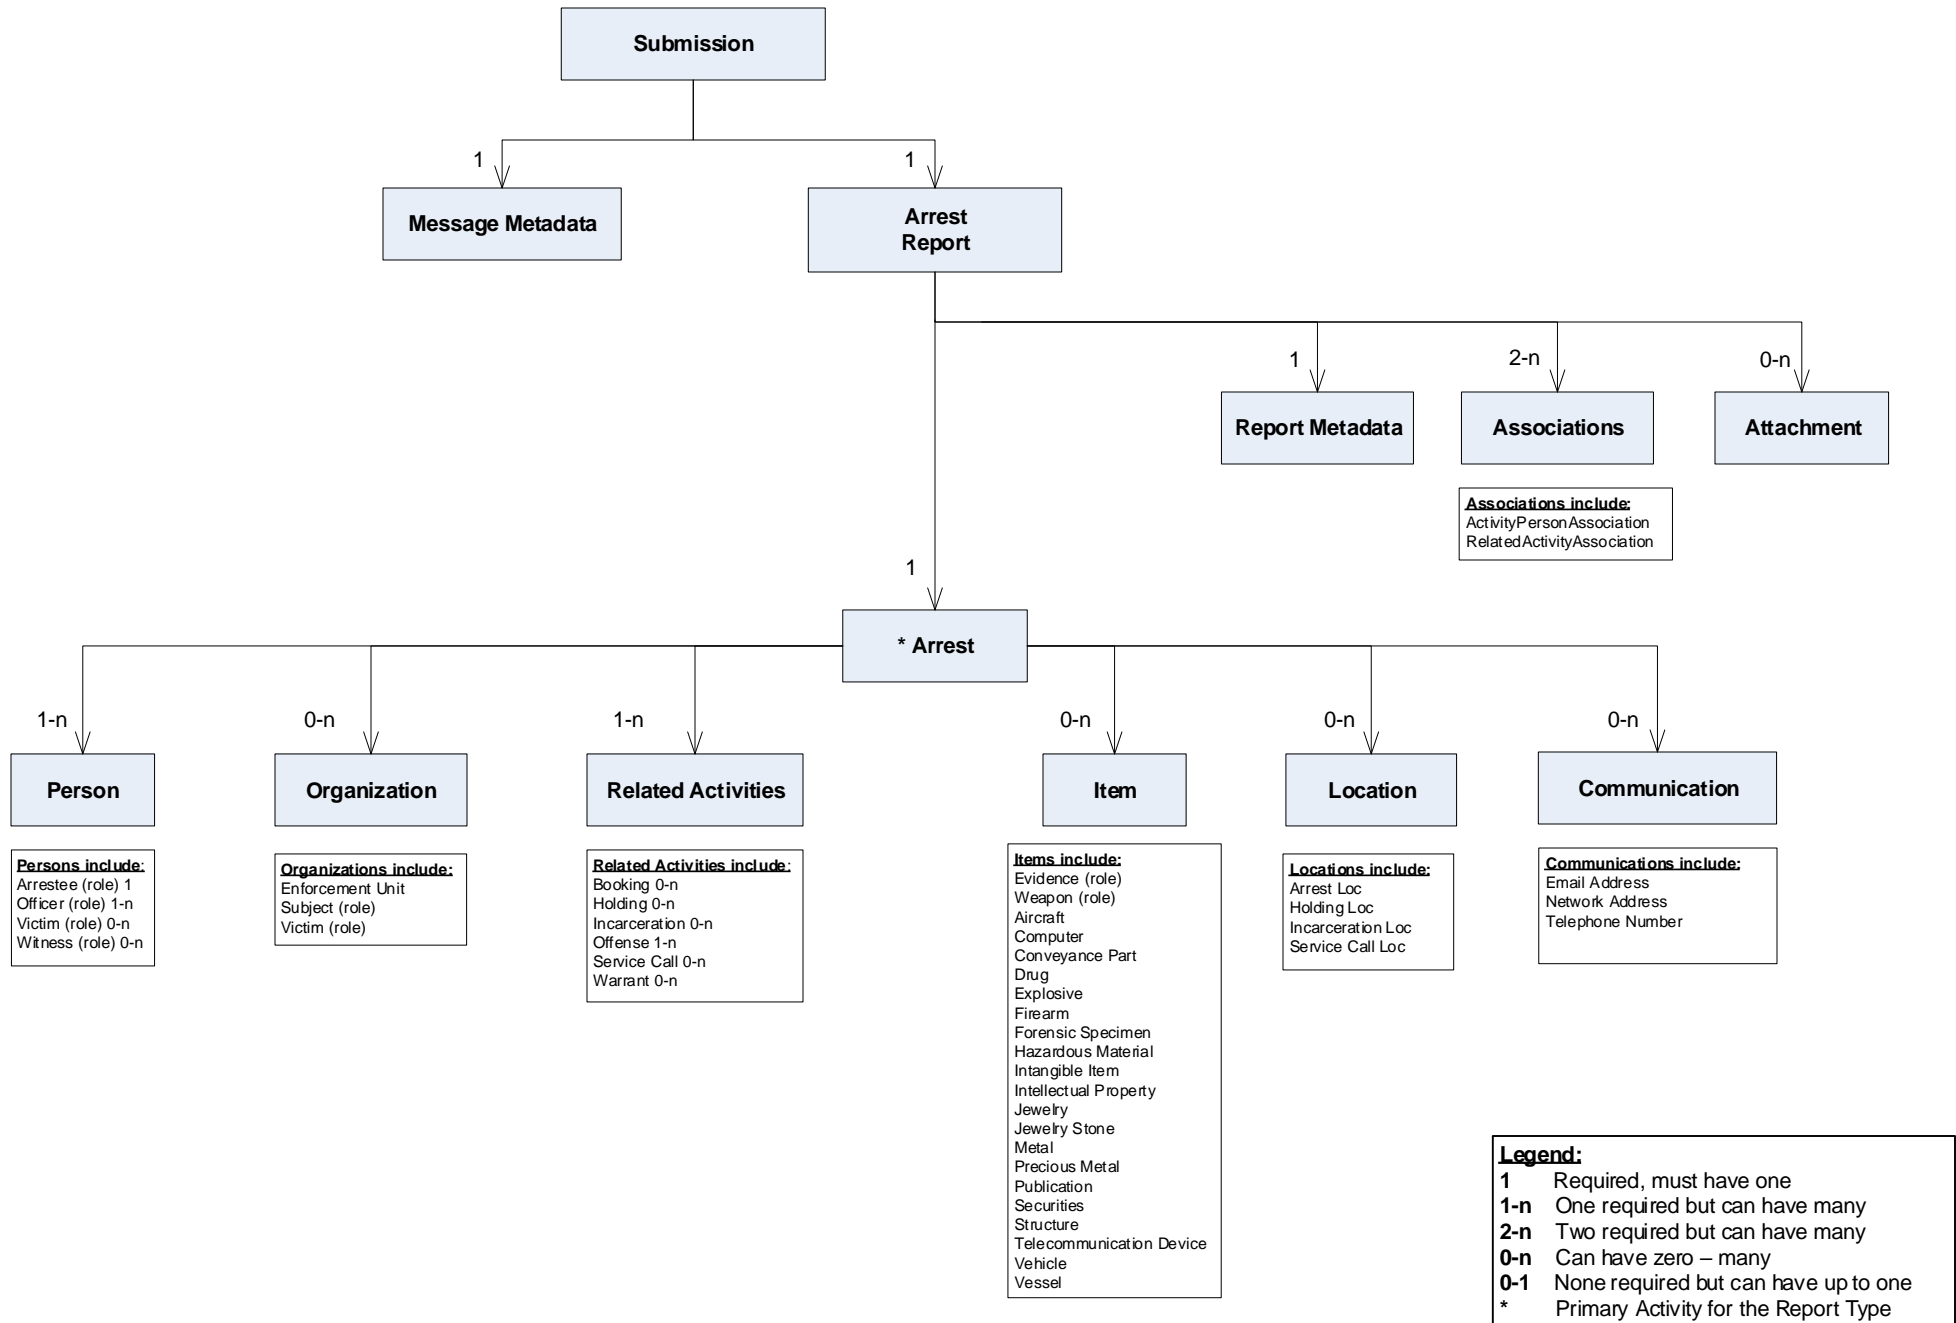 Submission
1
1
Message Metadata
Arrest
Report
1
2-n
0-n
Report Metadata
Associations
Attachment
Associations include:
ActivityPersonAssociation
RelatedActivityAssociation
1
* Arrest
1-n
0-n
1-n
0-n
0-n
0-n
Person
Organization
Related Activities
Item
Location
Communication
Persons include:
Arrestee (role) 1
Officer (role) 1-n
Victim (role) 0-n
Witness (role) 0-n
Organizations include:
Enforcement Unit
Subject (role)
Victim (role)
Related Activities include:
Booking 0-n
Holding 0-n
Incarceration 0-n
Offense 1-n
Service Call 0-n
Warrant 0-n
Items include:
Evidence (role)
Weapon (role)
Aircraft
Computer
Conveyance Part
Drug
Explosive
Firearm
Forensic Specimen
Hazardous Material
Intangible Item
Intellectual Property
Jewelry
Jewelry Stone
Metal
Precious Metal
Publication
Securities
Structure
Telecommunication Device
Vehicle
Vessel
Locations include:
Arrest Loc
Holding Loc
Incarceration Loc
Service Call Loc
Communications include:
Email Address
Network Address
Telephone Number
Legend:
1 Required, must have one
1-n One required but can have many
2-n Two required but can have many
0-n Can have zero – many
0-1 None required but can have up to one
* Primary Activity for the Report Type